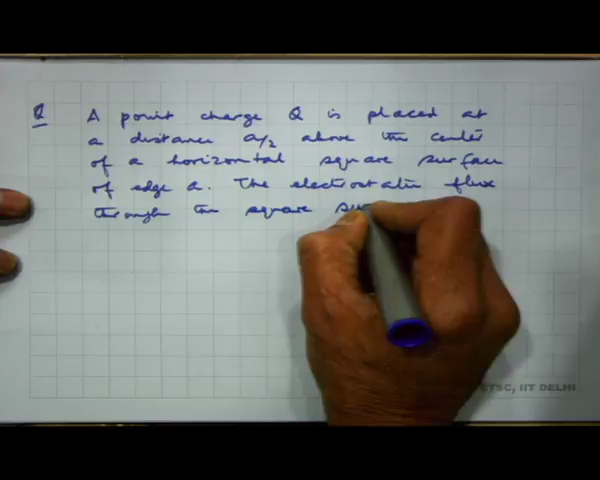 Q A point charge Q is placed at
a distance a/2 above the center
of a horizontal square surface
of edge a. The electrostatic flux
through the square su
ETSC, IIT DELHI